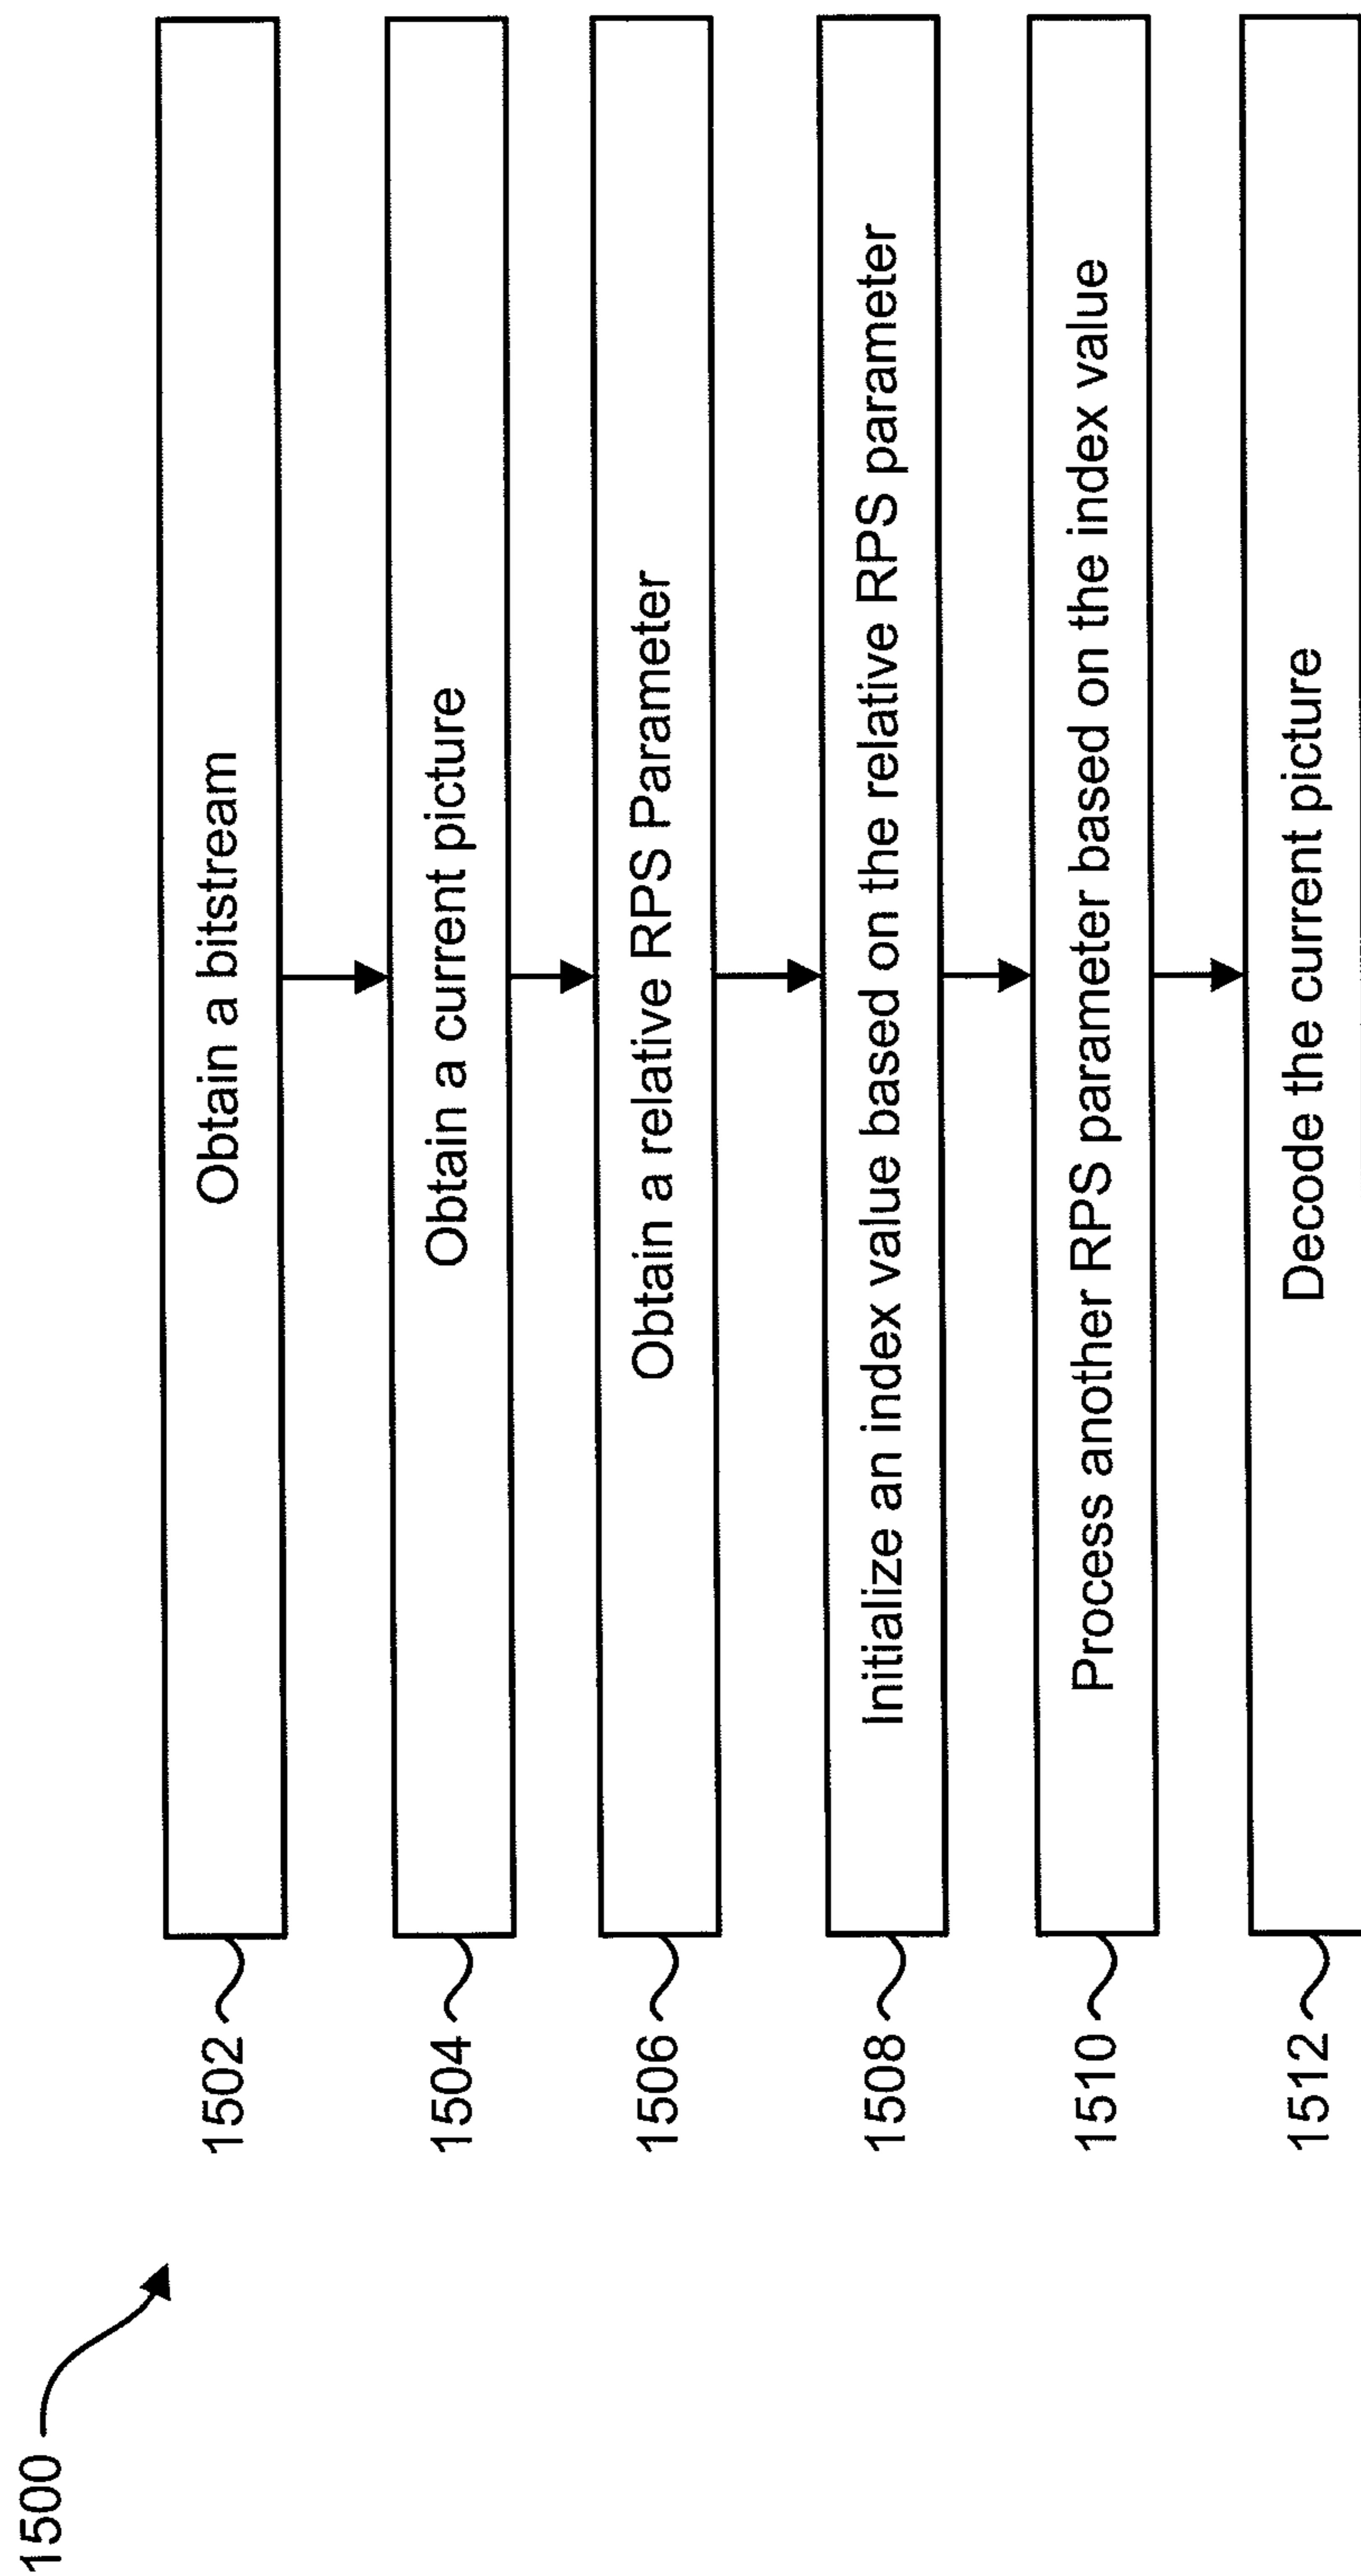 1500
1502
Obtain a bitstream
1504
Obtain a current picture
1506
Obtain a relative RPS Parameter
1508
Initialize an index value based on the relative RPS parameter
1510
Process another RPS parameter based on the index value
1512
Decode the current picture